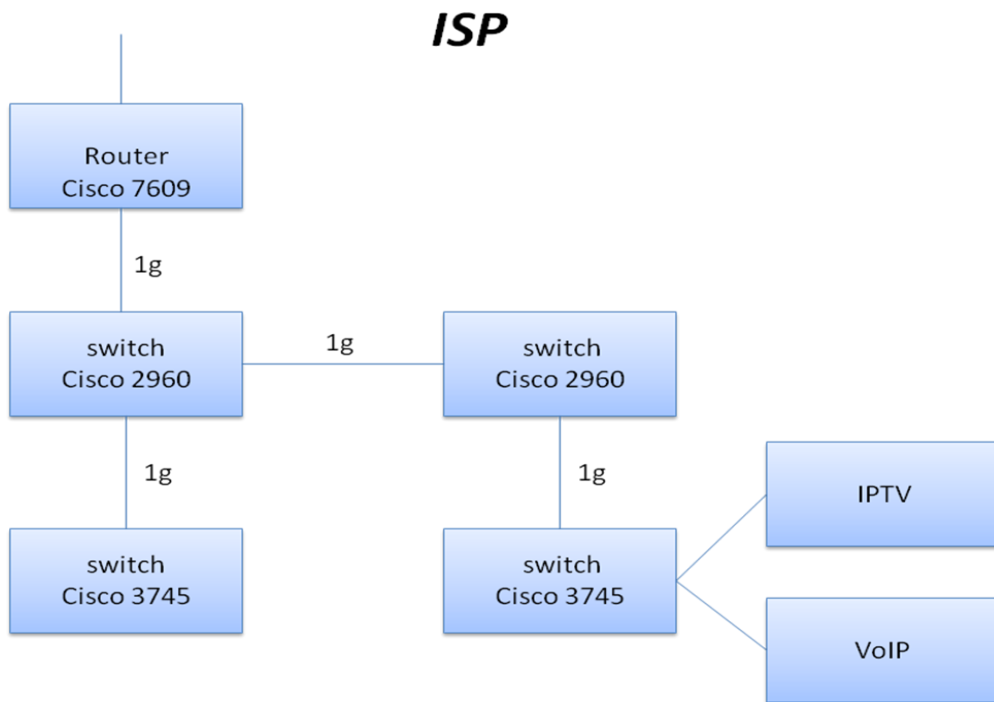 ISP
Router
Cisco 7609
1g
switch
Cisco 2960
1g
switch
Cisco 2960
1g
1g
switch
Cisco 3745
switch
Cisco 3745
IPTV
VoIP